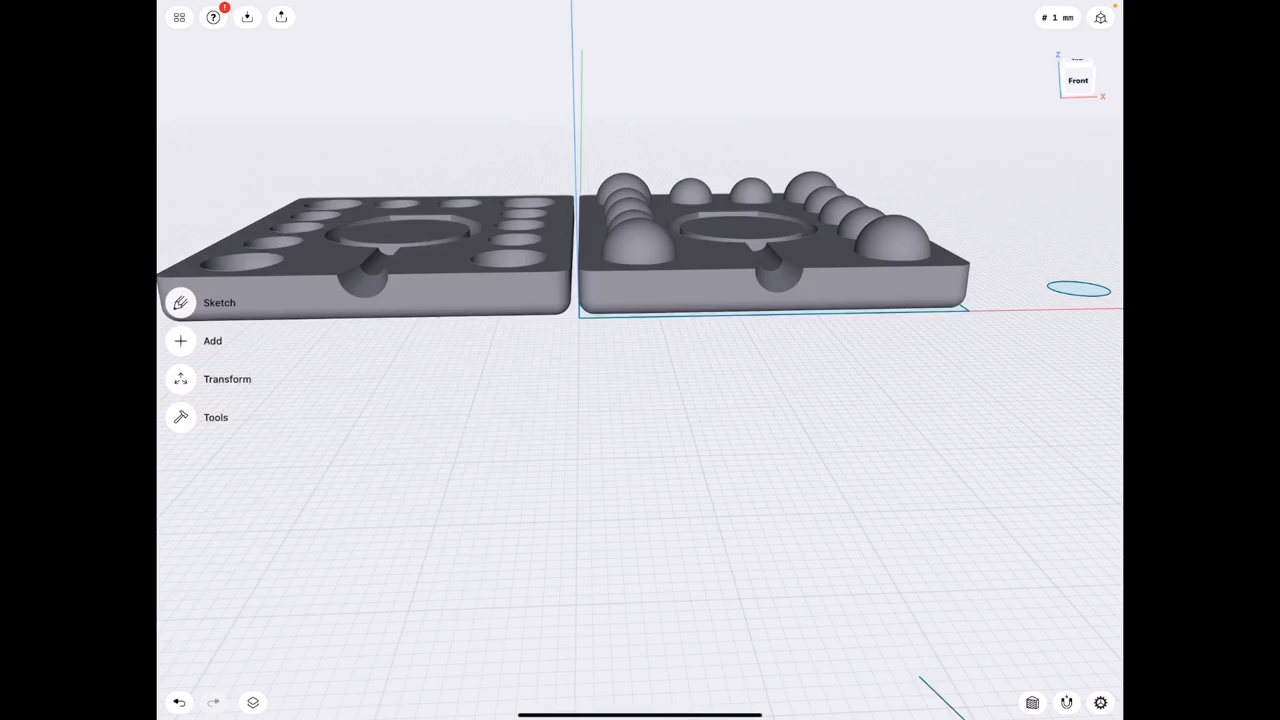 ?
!
# 1 mm
Z
Front
X
Sketch
Add
Transform
Tools